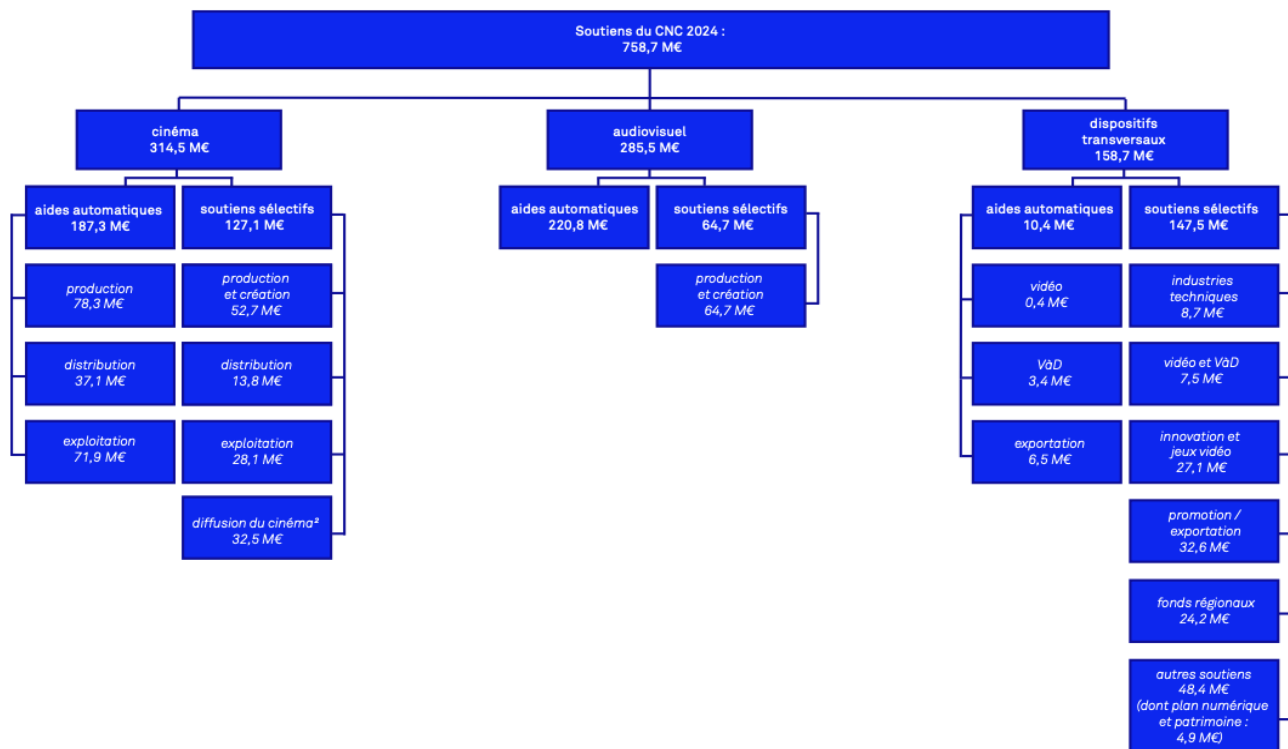 Soutiens du CNC 2024 :
758,7 M€
cinéma
314,5 M€
audiovisuel
285,5 M€
dispositifs
transversaux
158,7 M€
aides automatiques
187,3 M€
soutiens sélectifs
127,1 M€
aides automatiques
220,8 M€
soutiens sélectifs
64,7 M€
aides automatiques
10,4 M€
soutiens sélectifs
147,5 M€
production
78,3 M€
production
et création
52,7 M€
production
et création
64,7 M€
vidéo
0,4 M€
industries
techniques
8,7 M€
distribution
37,1 M€
distribution
13,8 M€
VàD
3,4 M€
vidéo et VàD
7,5 M€
exploitation
71,9 M€
exploitation
28,1 M€
exportation
6,5 M€
innovation et
jeux vidéo
27,1 M€
diffusion du cinéma²
32,5 M€
promotion /
exportation
32,6 M€
fonds régionaux
24,2 M€
autres soutiens
48,4 M€
(dont plan numérique
et patrimoine :
4,9 M€)